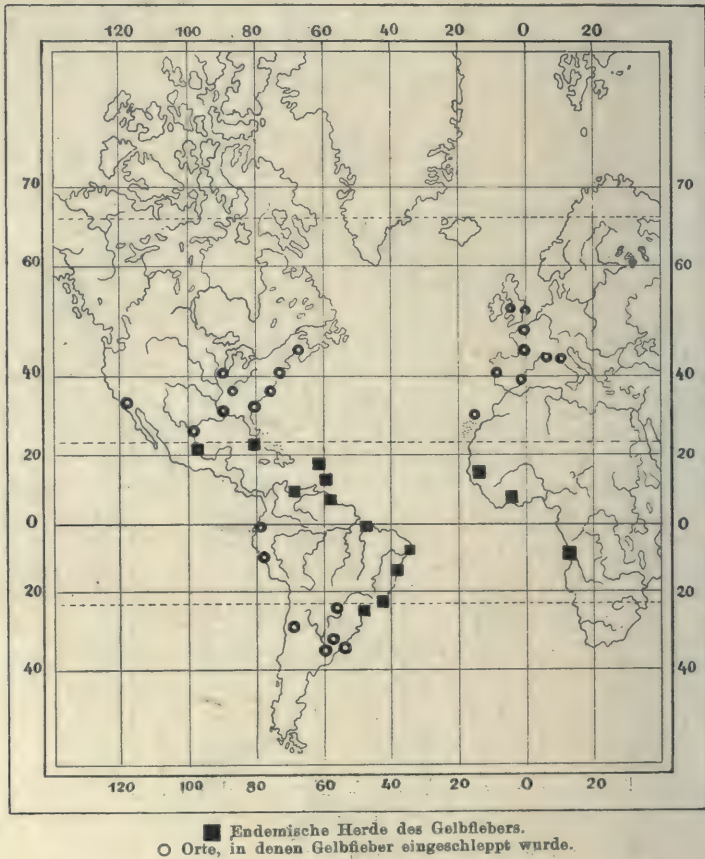 120 100 80 60 40 20 0 20
70 70
60 60
40 40
20 20
0 0
20 20
40 40
120 100 80 60 40 20 0 20
■ Endemische Herde des Gelbfiebers.
○ Orte, in denen Gelbfieber eingeschleppt wurde.